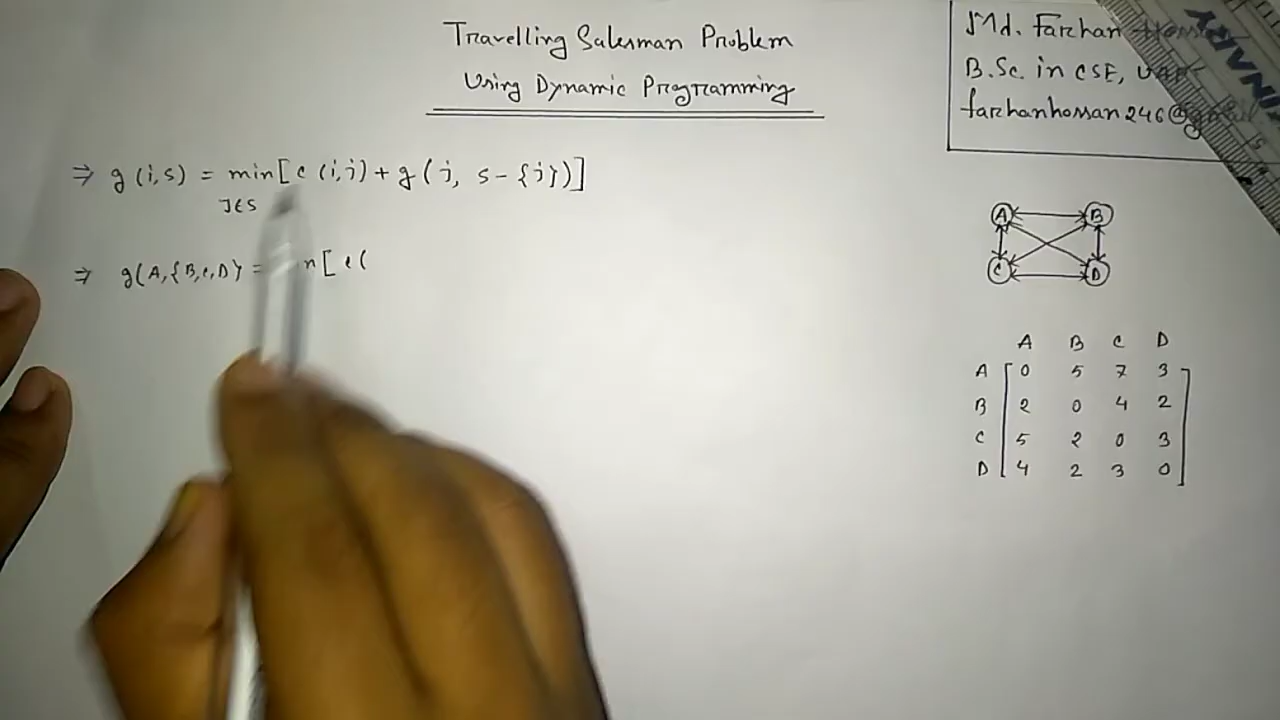 Travelling Salesman Problem
Using Dynamic Programming
Md. Farhan
B.Sc. in CSE,
farhanhossan246@gmail
⇒ g(i,s) = min[c(i,j)+g(j, s-{j})]
J∈S
⇒ g(A,{B,C,D} = n[c(
A B
C D
A B C D
A 0 5 7 3
B 2 0 4 2
C 5 2 0 3
D 4 2 3 0